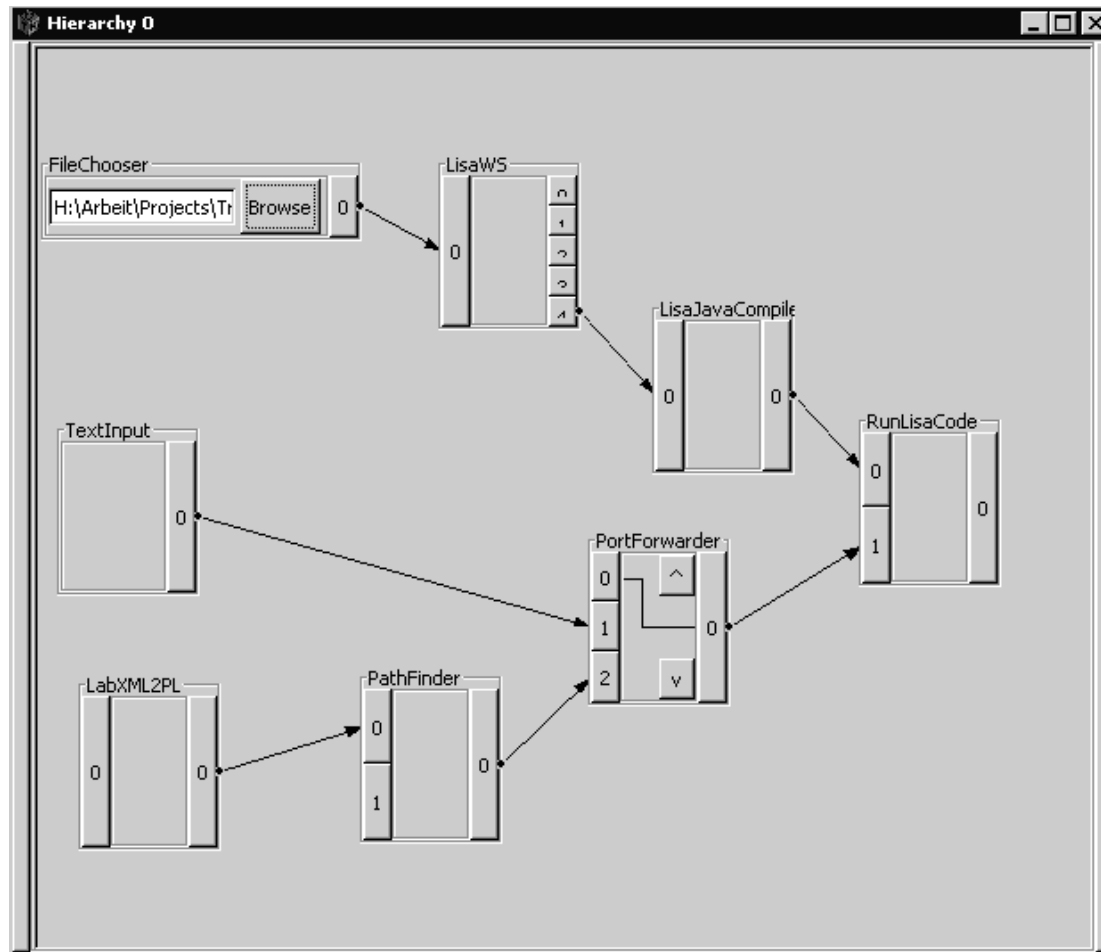 Hierarchy 0
FileChooser
H:\Arbeit\Projects\Tr
Browse
0
LisaWS
0
LisaJavaCompile
0
0
RunLisaCode
0
1
0
TextInput
0
PortForwarder
0
1
2
^
v
0
LabXML2PL
0
0
PathFinder
0
1
0